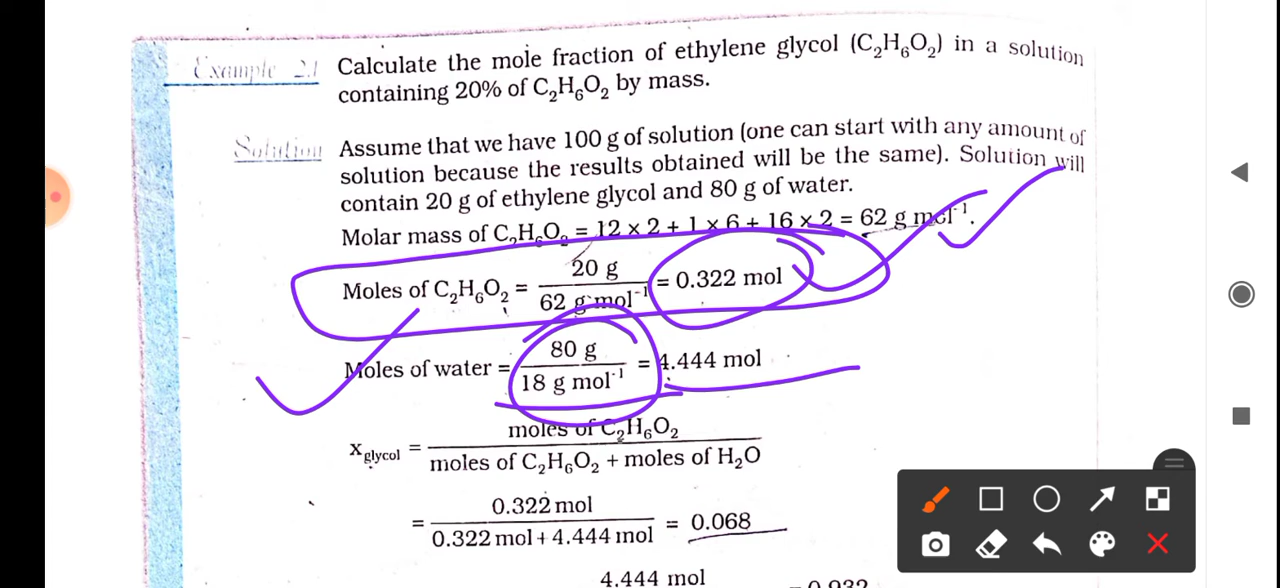 Example 2.1
Calculate the mole fraction of ethylene glycol (C₂H₆O₂) in a solution
containing 20% of C₂H₆O₂ by mass.
Solution
Assume that we have 100 g of solution (one can start with any amount of
solution because the results obtained will be the same). Solution will
contain 20 g of ethylene glycol and 80 g of water.
Molar mass of C₂H₆O₂ = 12 × 2 + 1 × 6 + 16 × 2 = 62 g mol⁻¹.
Moles of C₂H₆O₂ = 20 g / 62 g mol⁻¹ = 0.322 mol
Moles of water = 80 g / 18 g mol⁻¹ = 4.444 mol
x glycol = moles of C₂H₆O₂ / moles of C₂H₆O₂ + moles of H₂O
= 0.322 mol / 0.322 mol + 4.444 mol = 0.068
4.444 mol